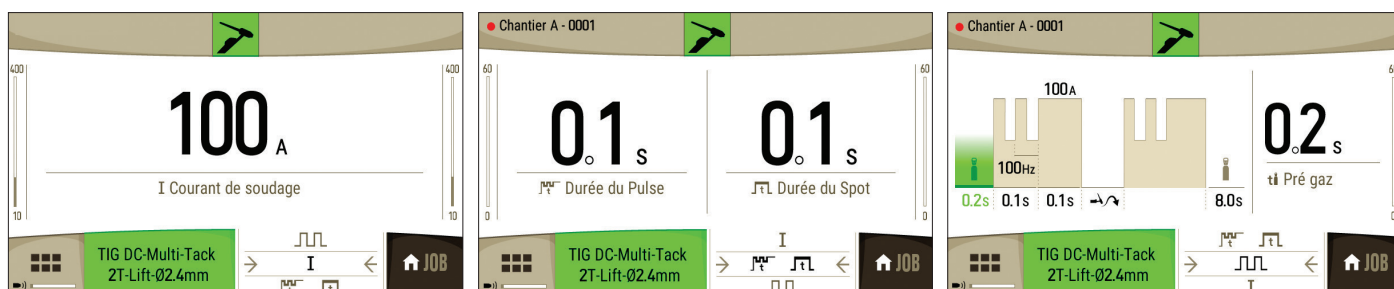 400
400
100 A
I Courant de soudage
10
10
TIG DC-Multi-Tack
2T-Lift-Ø2.4mm
I
t
JOB
Chantier A - 0001
60
60
0.1 s
0.1 s
t Durée du Pulse
t Durée du Spot
0
0
TIG DC-Multi-Tack
2T-Lift-Ø2.4mm
I
t
t
JOB
Chantier A - 0001
100A
100Hz
0.2s
0.1s
0.1s
8.0s
0.2 s
Pré gaz
TIG DC-Multi-Tack
2T-Lift-Ø2.4mm
t
t
I
JOB